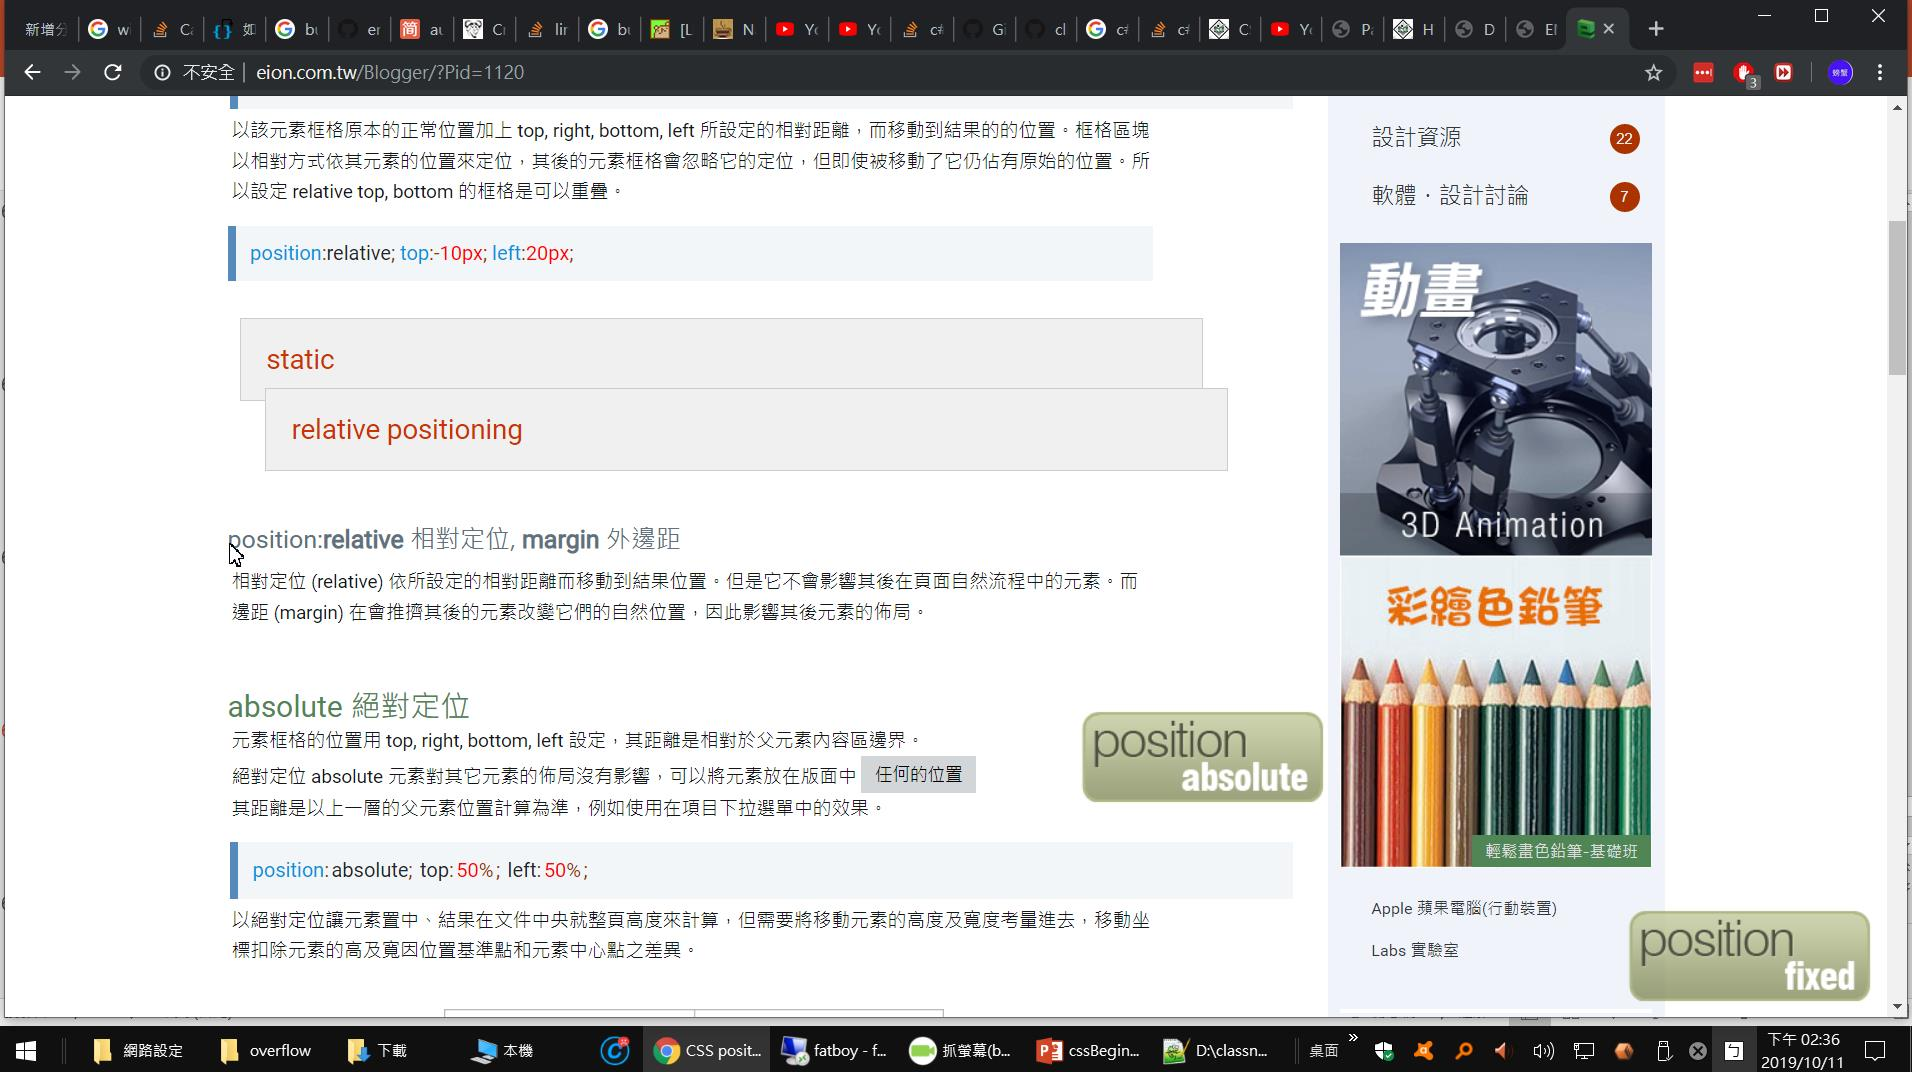 新增分
如
不安全
eion.com.tw/Blogger/?Pid=1120
3
螃蟹
以該元素框格原本的正常位置加上 top, right, bottom, left 所設定的相對距離，而移動到結果的的位置。框格區塊
以相對方式依其元素的位置來定位，其後的元素框格會忽略它的定位，但即使被移動了它仍佔有原始的位置。所
以設定 relative top, bottom 的框格是可以重疊。
position:relative; top:-10px; left:20px;
static
relative positioning
position:relative 相對定位, margin 外邊距
相對定位 (relative) 依所設定的相對距離而移動到結果位置。但是它不會影響其後在頁面自然流程中的元素。而
邊距 (margin) 在會推擠其後的元素改變它們的自然位置，因此影響其後元素的佈局。
absolute 絕對定位
元素框格的位置用 top, right, bottom, left 設定，其距離是相對於父元素內容區邊界。
絕對定位 absolute 元素對其它元素的佈局沒有影響，可以將元素放在版面中 任何的位置
其距離是以上一層的父元素位置計算為準，例如使用在項目下拉選單中的效果。
position absolute
position: absolute; top: 50%; left: 50%;
以絕對定位讓元素置中、結果在文件中央就整頁高度來計算，但需要將移動元素的高度及寬度考量進去，移動坐
標扣除元素的高及寬因位置基準點和元素中心點之差異。
設計資源 22
軟體．設計討論 7
動畫
3D Animation
彩繪色鉛筆
輕鬆畫色鉛筆-基礎班
Apple 蘋果電腦(行動裝置)
Labs 實驗室
position fixed
網路設定
overflow
下載
本機
CSS posit...
fatboy - f...
抓螢幕(b...
cssBegin...
D:\classn...
桌面
下午 02:36
2019/10/11